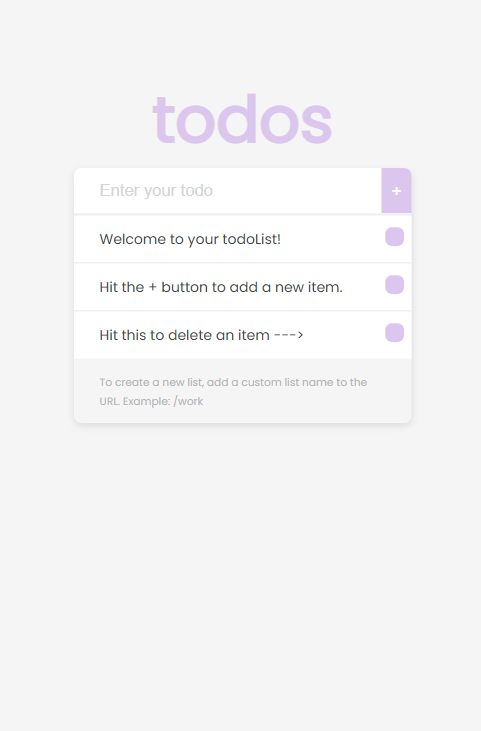 todos
Enter your todo
+
Welcome to your todoList!
Hit the + button to add a new item.
Hit this to delete an item --->
To create a new list, add a custom list name to the
URL. Example: /work